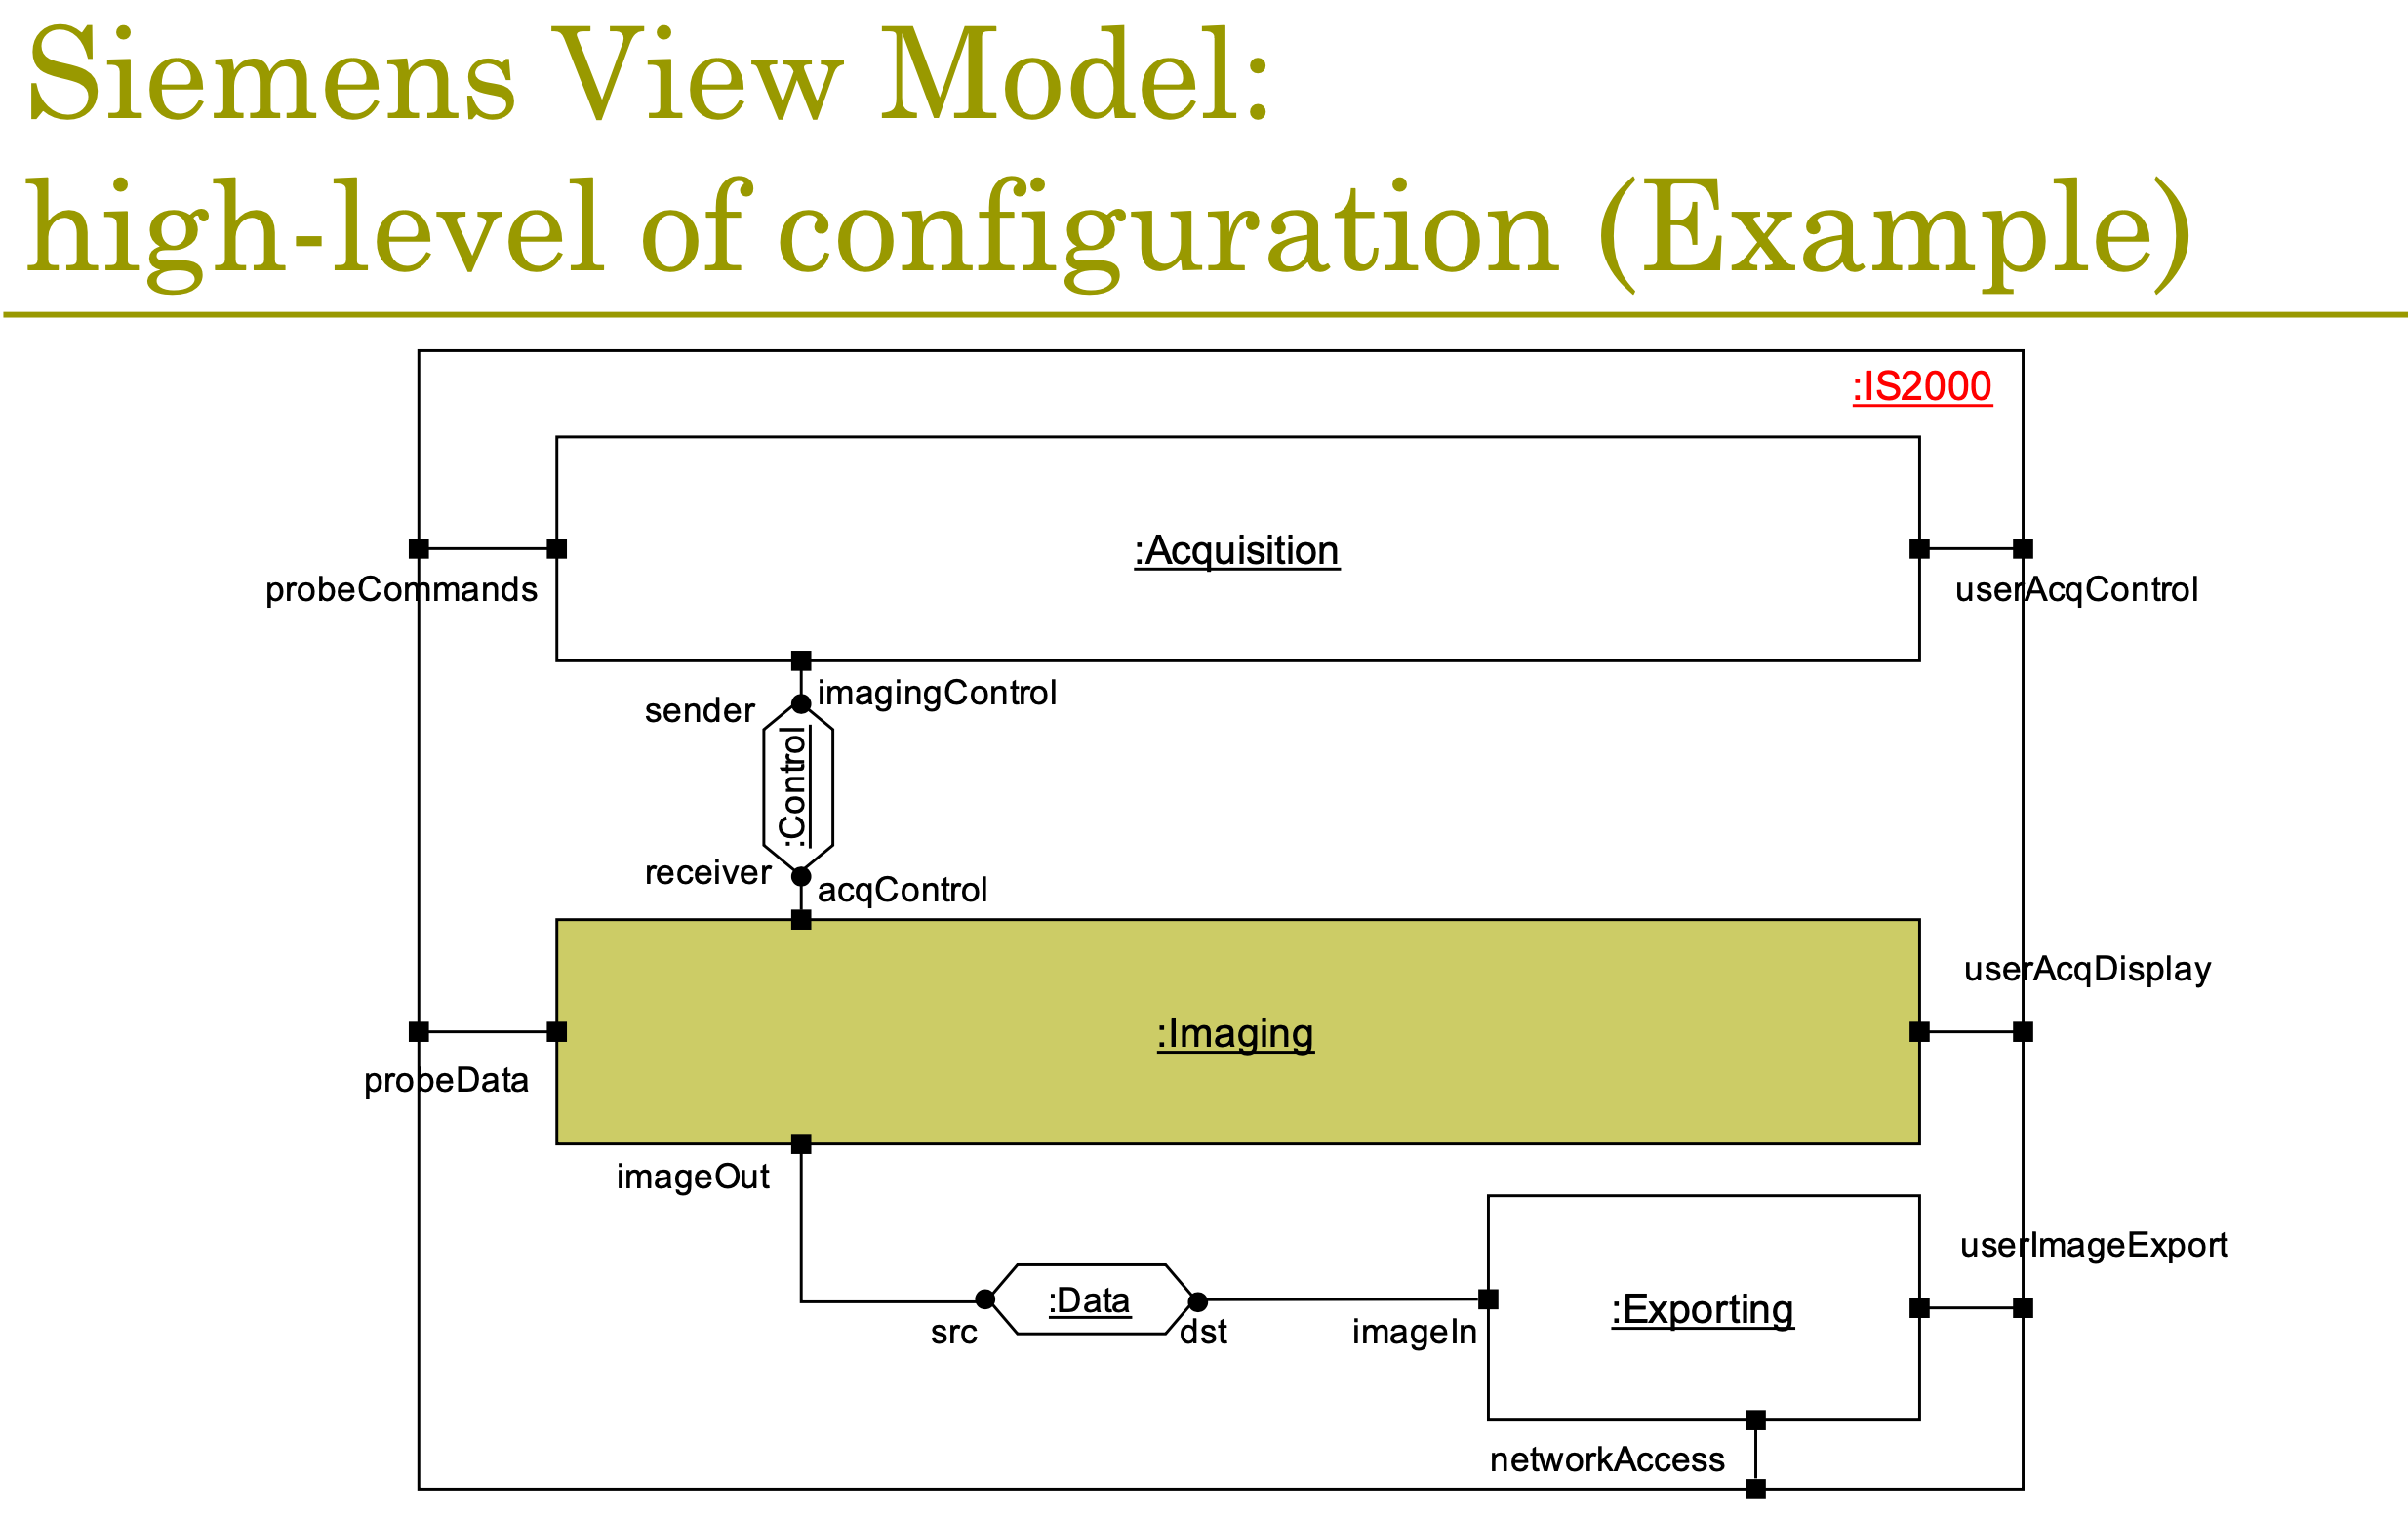 Siemens View Model:
high-level of configuration (Example)
:IS2000
:Acquisition
probeCommands
userAcqControl
imagingControl
sender
:Control
receiver
acqControl
userAcqDisplay
:Imaging
probeData
imageOut
userImageExport
:Data
:Exporting
src
dst
imageIn
networkAccess